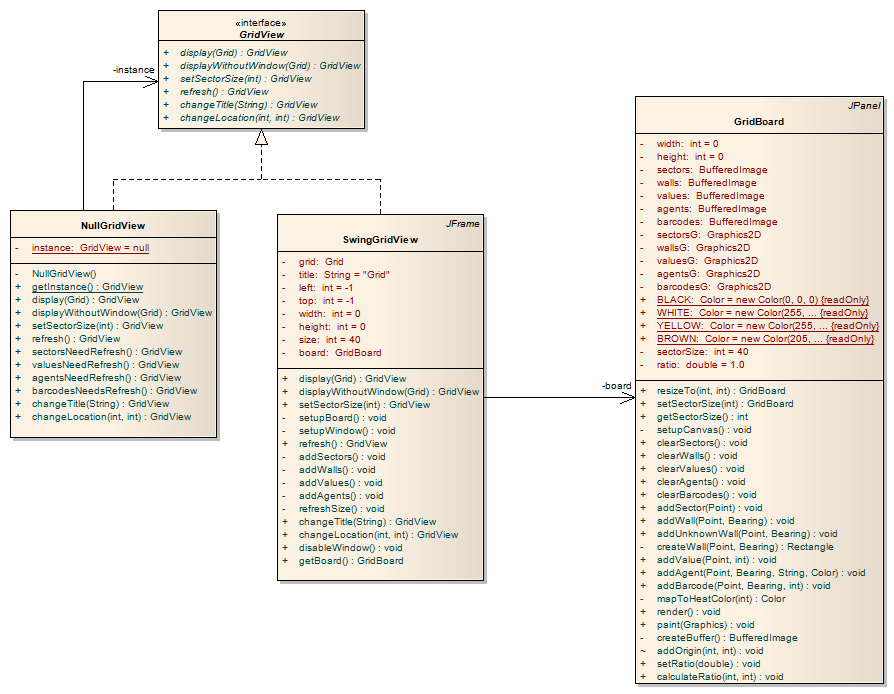 «interface»
GridView
+ display(Grid) : GridView
+ displayWithoutWindow(Grid) : GridView
+ setSectorSize(int) : GridView
+ refresh() : GridView
+ changeTitle(String) : GridView
+ changeLocation(int, int) : GridView
-instance
NullGridView
- instance: GridView = null
- NullGridView()
+ getInstance() : GridView
+ display(Grid) : GridView
+ displayWithoutWindow(Grid) : GridView
+ setSectorSize(int) : GridView
+ refresh() : GridView
+ sectorsNeedRefresh() : GridView
+ valuesNeedRefresh() : GridView
+ agentsNeedRefresh() : GridView
+ barcodesNeedsRefresh() : GridView
+ changeTitle(String) : GridView
+ changeLocation(int, int) : GridView
JFrame
SwingGridView
- grid: Grid
- title: String = "Grid"
- left: int = -1
- top: int = -1
- width: int = 0
- height: int = 0
- size: int = 40
- board: GridBoard
+ display(Grid) : GridView
+ displayWithoutWindow(Grid) : GridView
+ setSectorSize(int) : GridView
- setupBoard() : void
- setupWindow() : void
+ refresh() : GridView
- addSectors() : void
- addWalls() : void
- addValues() : void
- addAgents() : void
- refreshSize() : void
+ changeTitle(String) : GridView
+ changeLocation(int, int) : GridView
+ disableWindow() : void
+ getBoard() : GridBoard
-board
JPanel
GridBoard
- width: int = 0
- height: int = 0
- sectors: BufferedImage
- walls: BufferedImage
- values: BufferedImage
- agents: BufferedImage
- barcodes: BufferedImage
- sectorsG: Graphics2D
- wallsG: Graphics2D
- valuesG: Graphics2D
- agentsG: Graphics2D
- barcodesG: Graphics2D
+ BLACK: Color = new Color(0, 0, 0) {readOnly}
+ WHITE: Color = new Color(255, ... {readOnly}
+ YELLOW: Color = new Color(255, ... {readOnly}
+ BROWN: Color = new Color(205, ... {readOnly}
- sectorSize: int = 40
- ratio: double = 1.0
+ resizeTo(int, int) : GridBoard
+ setSectorSize(int) : GridBoard
+ getSectorSize() : int
- setupCanvas() : void
+ clearSectors() : void
+ clearWalls() : void
+ clearValues() : void
+ clearAgents() : void
+ clearBarcodes() : void
+ addSector(Point) : void
+ addWall(Point, Bearing) : void
+ addUnknownWall(Point, Bearing) : void
- createWall(Point, Bearing) : Rectangle
+ addValue(Point, int) : void
+ addAgent(Point, Bearing, String, Color) : void
+ addBarcode(Point, Bearing, int) : void
- mapToHeatColor(int) : Color
+ render() : void
+ paint(Graphics) : void
- createBuffer() : BufferedImage
~ addOrigin(int, int) : void
+ setRatio(double) : void
+ calculateRatio(int, int) : void